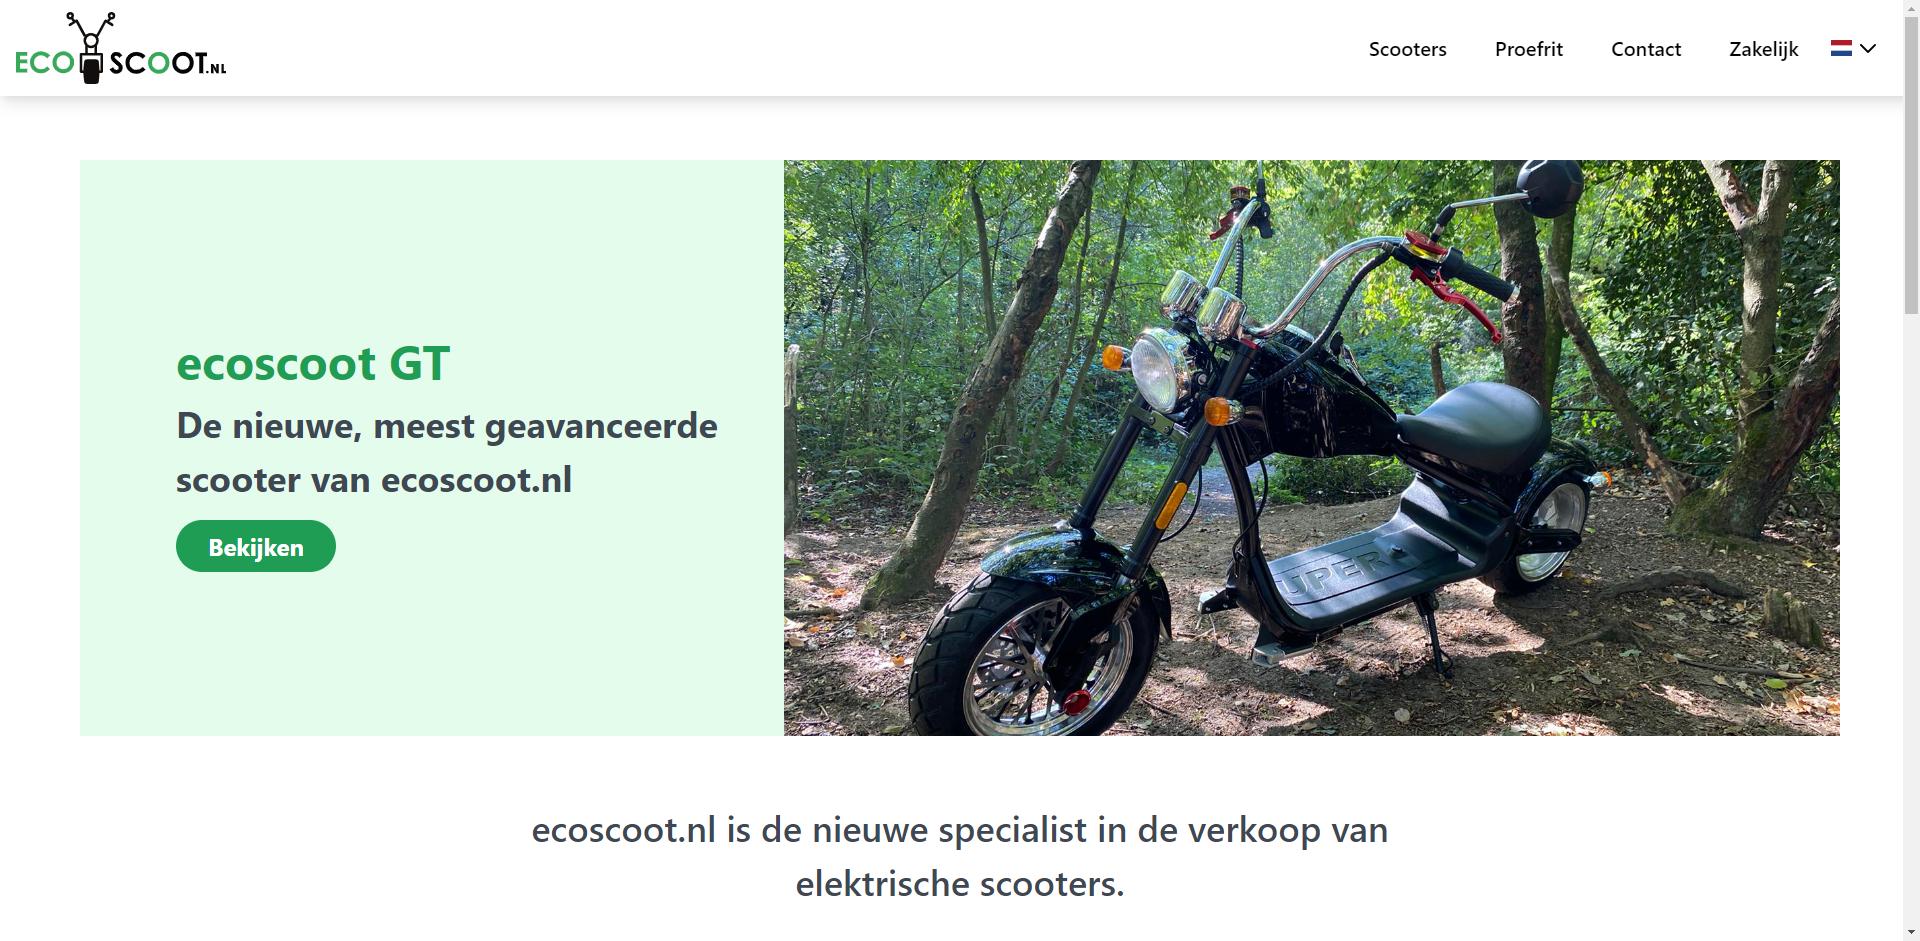 ECO SCOOT.NL
Scooters
Proefrit
Contact
Zakelijk
ecoscoot GT
De nieuwe, meest geavanceerde
scooter van ecoscoot.nl
Bekijken
UPER
ecoscoot.nl is de nieuwe specialist in de verkoop van
elektrische scooters.